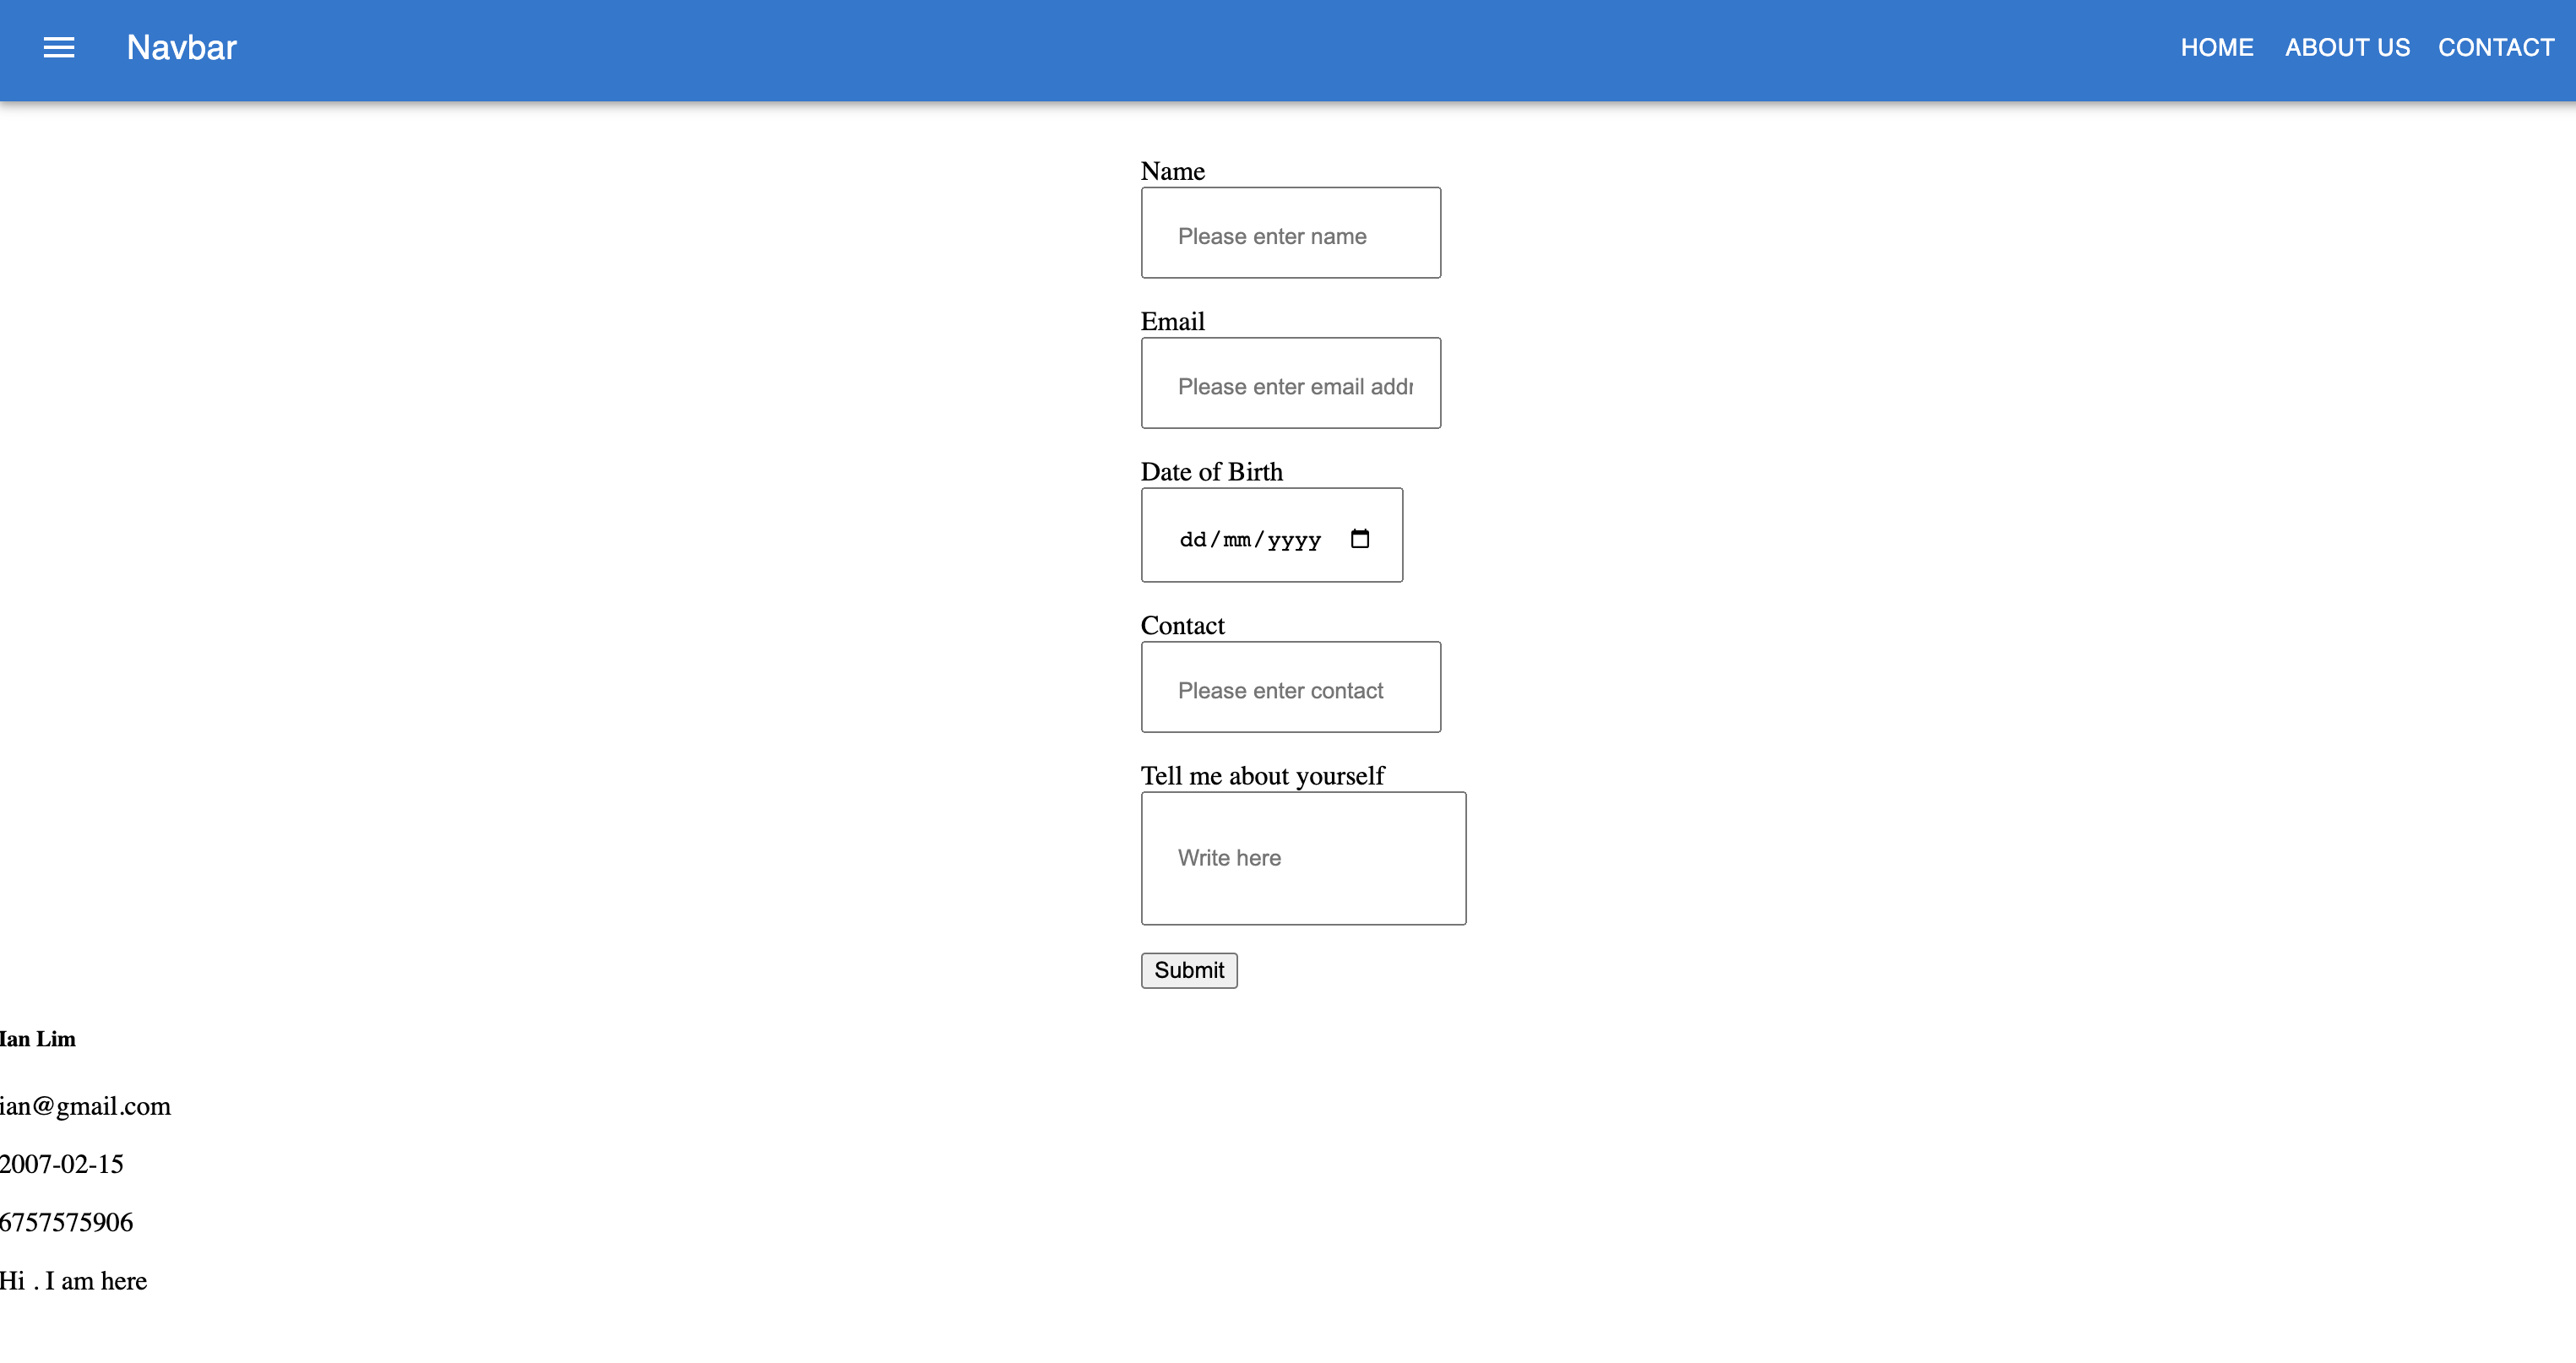 Navbar
HOME ABOUT US CONTACT
Name
Please enter name
Email
Please enter email addr
Date of Birth
dd/mm/yyyy
Contact
Please enter contact
Tell me about yourself
Write here
Submit
Ian Lim
ian@gmail.com
2007-02-15
6757575906
Hi . I am here